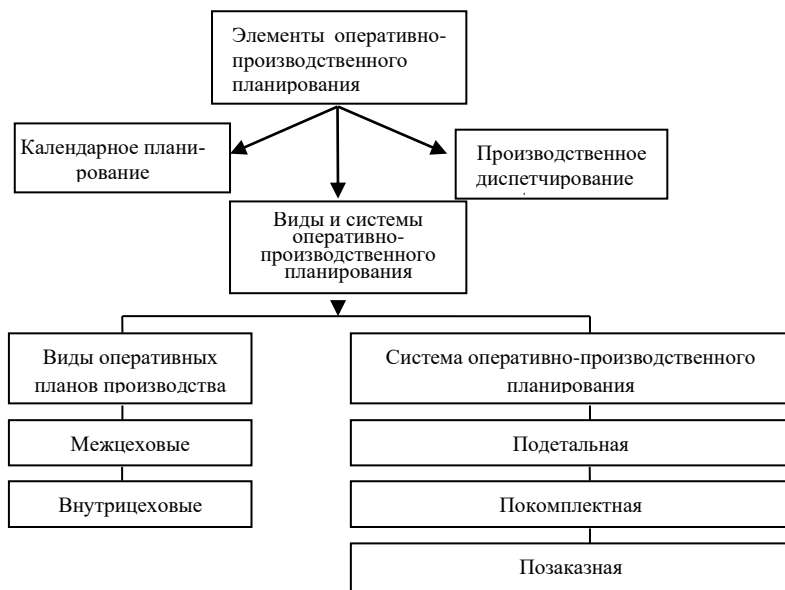 Элементы оперативно-
производственного
планирования
Календарное плани-
рование
Производственное
диспетчирование
Виды и системы
оперативно-
производственного
планирования
Виды оперативных
планов производства
Система оперативно-производственного
планирования
Межцеховые
Подетальная
Внутрицеховые
Покомплектная
Позаказная